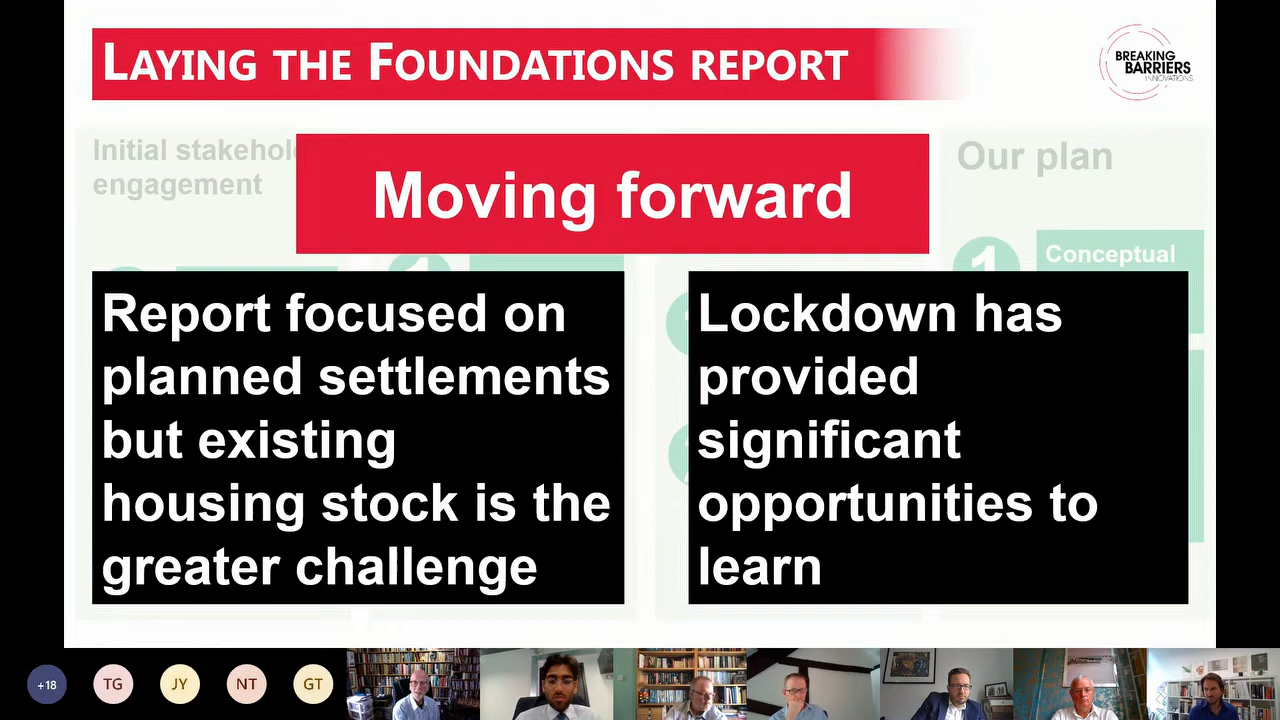 LAYING THE FOUNDATIONS REPORT
BREAKING
BARRIERS
INNOVATIONS
Initial
engagement
Our plan
Moving forward
1
1
Conceptual
Report focused on
planned settlements
but existing
housing stock is the
greater challenge
Lockdown has
provided
significant
opportunities to
learn
+18
TG
JY
NT
GT